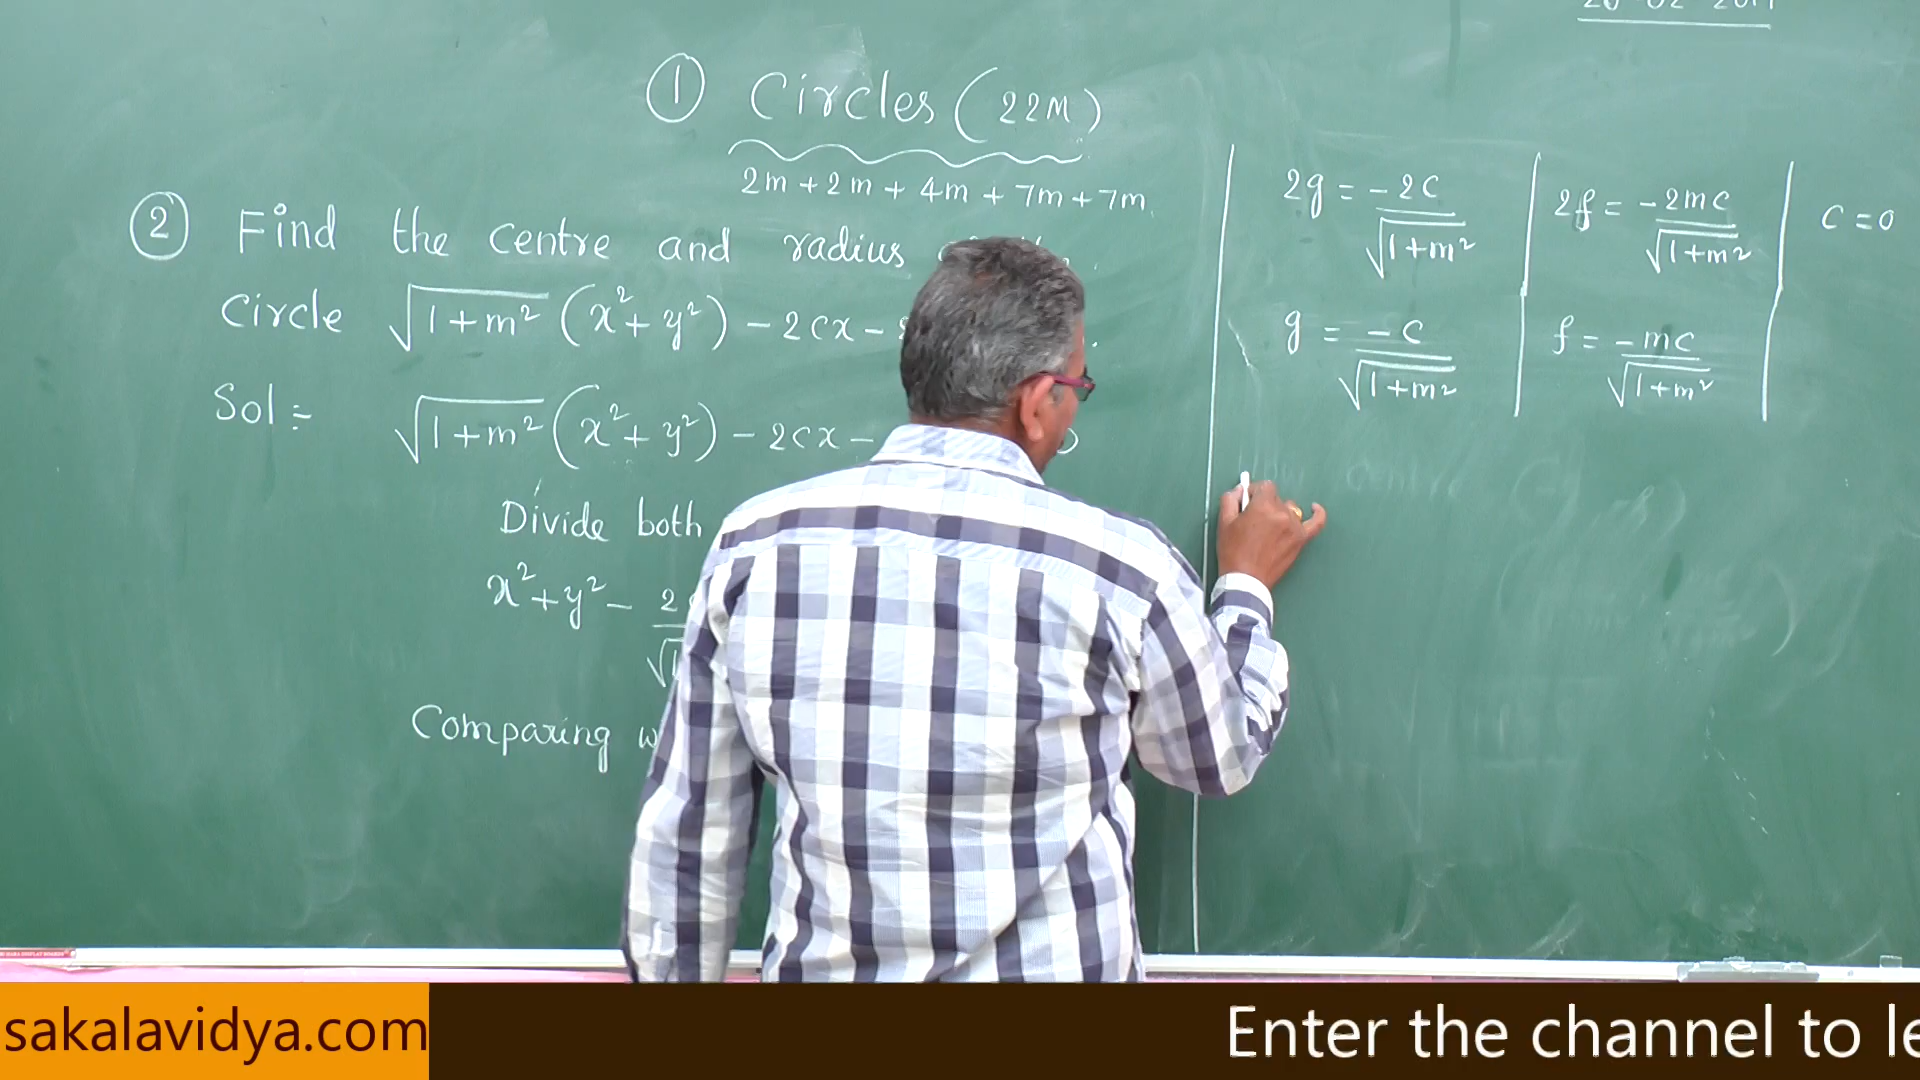 ① Circles (22M)
2m + 2m + 4m + 7m + 7m
② Find the centre and radius
Circle √(1+m²) (x²+y²) – 2cx –
Sol:
√(1+m²) (x²+y²) – 2cx –
Divide both
x²+y² – 2
Comparing
2g = –2c/√(1+m²)
g = –c/√(1+m²)
2f = –2mc/√(1+m²)
f = –mc/√(1+m²)
c = 0
sakalavidya.com
Enter the channel to